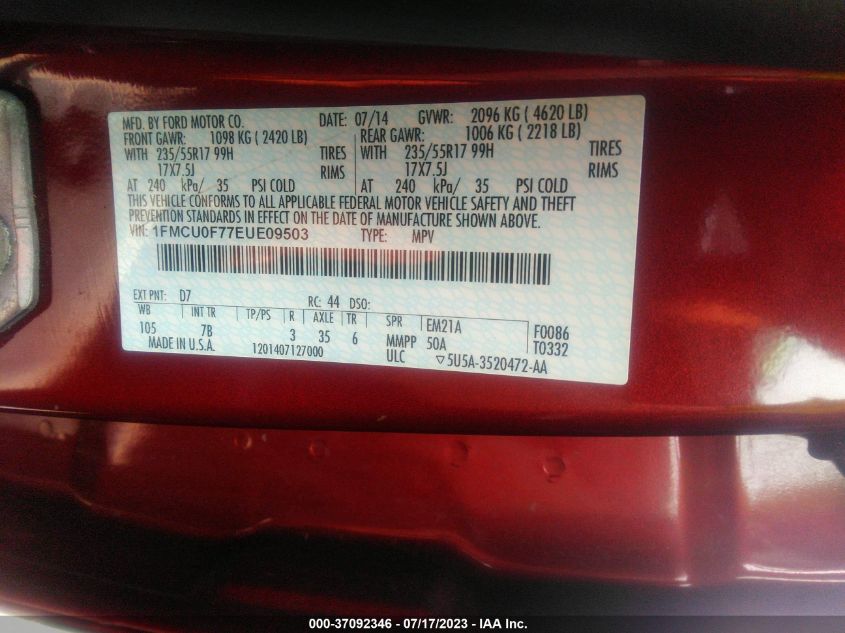 MFD. BY FORD MOTOR CO. DATE: 07/14 GVWR: 2096 KG ( 4620 LB)
FRONT GAWR: 1098 KG ( 2420 LB) REAR GAWR: 1006 KG ( 2218 LB)
WITH 235/55R17 99H TIRES WITH 235/55R17 99H TIRES
17X7.5J RIMS 17X7.5J RIMS
AT 240 kPa/ 35 PSI COLD AT 240 kPa/ 35 PSI COLD
THIS VEHICLE CONFORMS TO ALL APPLICABLE FEDERAL MOTOR VEHICLE SAFETY AND THEFT
PREVENTION STANDARDS IN EFFECT ON THE DATE OF MANUFACTURE SHOWN ABOVE.
VIN: 1FMCU0F77EUE09503 TYPE: MPV
EXT PNT: D7 RC: 44 DSO:
WB INT TR TP/PS R AXLE TR SPR EM21A F0086
105 7B 3 35 6 MMPP 50A T0332
MADE IN U.S.A. 1201407127000 ULC ▽5U5A-3520472-AA
000-37092346 - 07/17/2023 - IAA Inc.